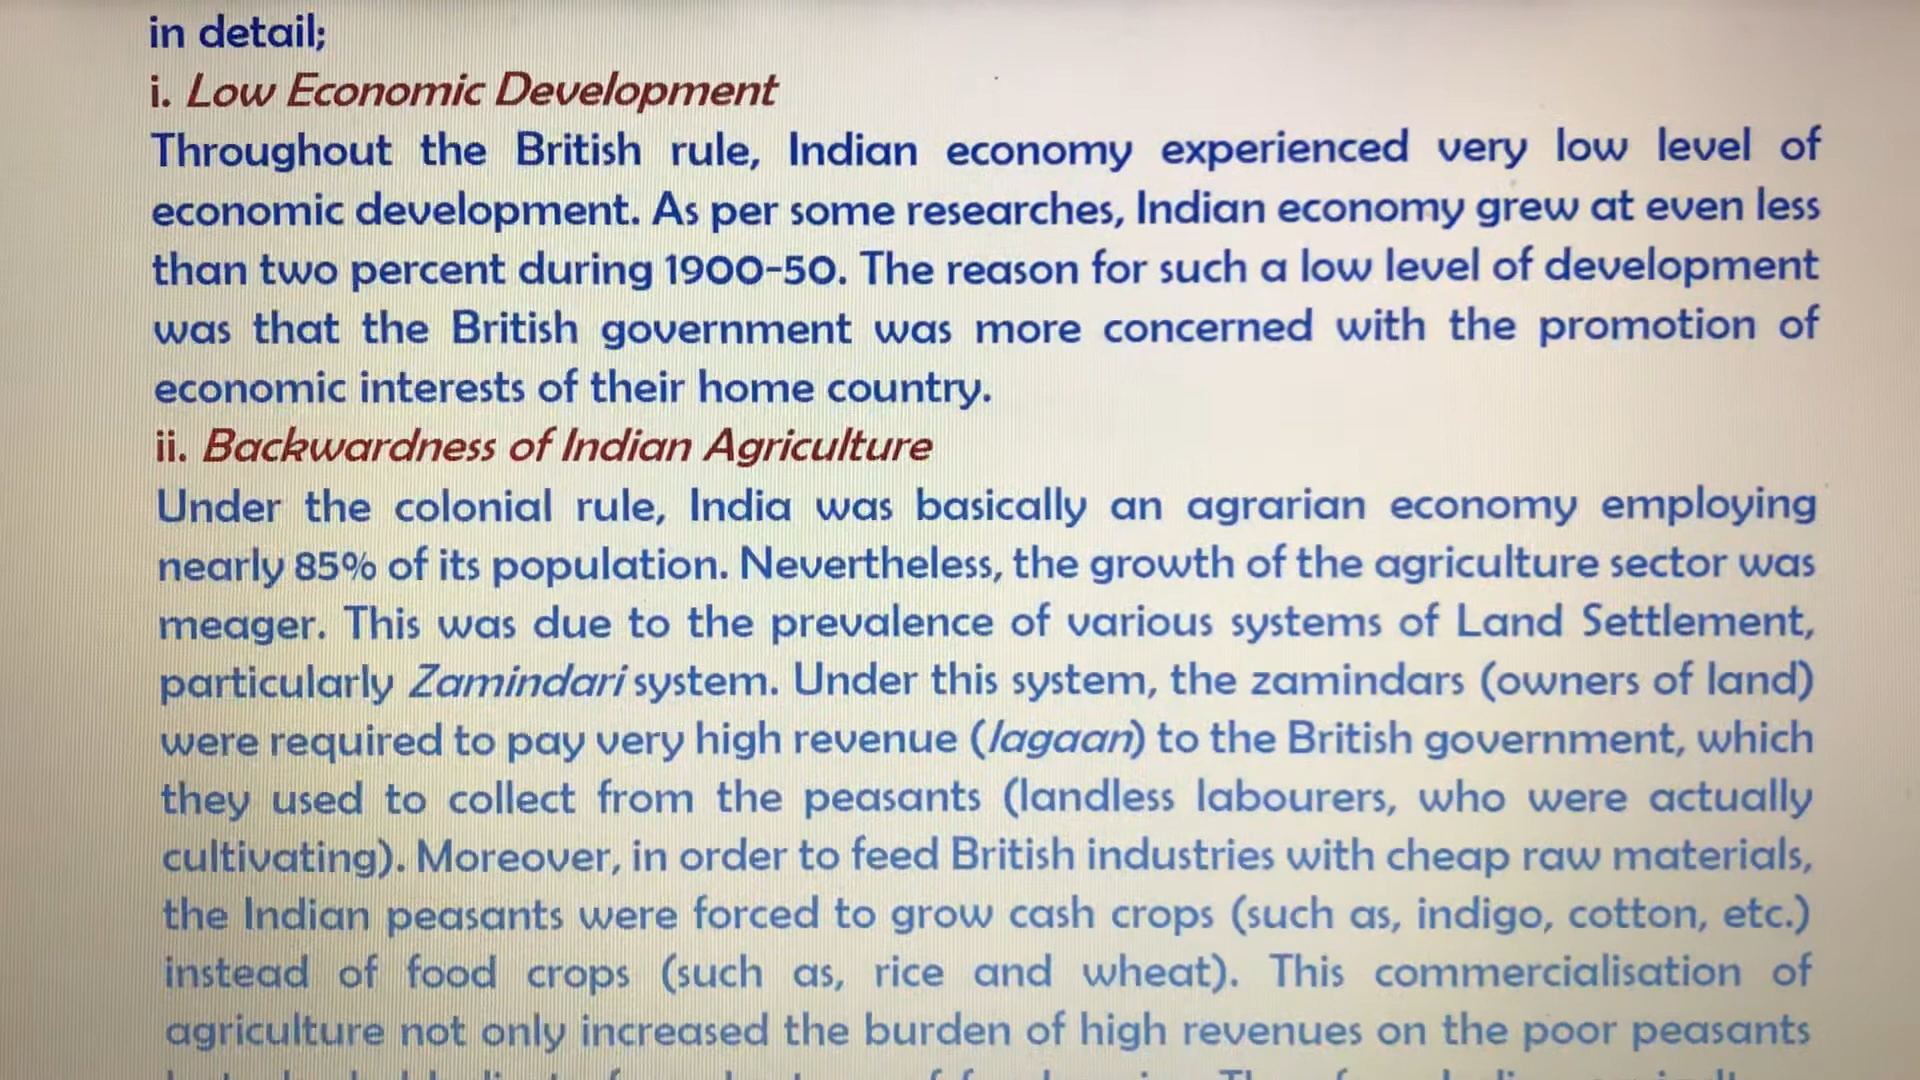 in detail;
i. Low Economic Development
Throughout the British rule, Indian economy experienced very low level of
economic development. As per some researches, Indian economy grew at even less
than two percent during 1900-50. The reason for such a low level of development
was that the British government was more concerned with the promotion of
economic interests of their home country.
ii. Backwardness of Indian Agriculture
Under the colonial rule, India was basically an agrarian economy employing
nearly 85% of its population. Nevertheless, the growth of the agriculture sector was
meager. This was due to the prevalence of various systems of Land Settlement,
particularly Zamindari system. Under this system, the zamindars (owners of land)
were required to pay very high revenue (lagaan) to the British government, which
they used to collect from the peasants (landless labourers, who were actually
cultivating). Moreover, in order to feed British industries with cheap raw materials,
the Indian peasants were forced to grow cash crops (such as, indigo, cotton, etc.)
instead of food crops (such as, rice and wheat). This commercialisation of
agriculture not only increased the burden of high revenues on the poor peasants